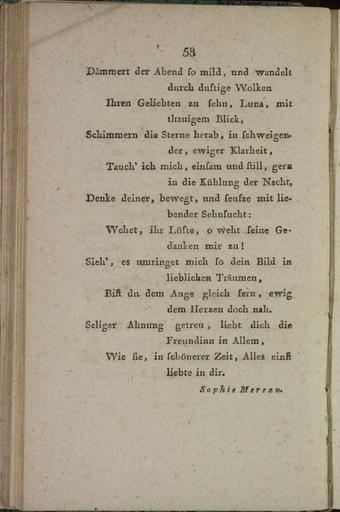 58
Dämmert der Abend ſo mild, und wandelt
durch duftige Wolken
Ihren Geliebten zu ſehn, Luna, mit
thauigem Blick,
Schimmern die Sterne herab, in ſchweigen-
der, ewiger Klarheit,
Tauch' ich mich, einſam und ſtill, gern
in die Kühlung der Nacht,
Denke deiner, bewegt, und ſeufze mit lie-
bender Sehnſucht:
Wehet, ihr Lüfte, o weht ſeine Ge-
danken mir zu!
Sieh', es umringet mich ſo dein Bild in
lieblichen Träumen,
Biſt du dem Auge gleich fern, ewig
dem Herzen doch nah.
Seliger Ahnung getreu, liebt dich die
Freundinn in Allem,
Wie ſie, in ſchönerer Zeit, Alles einſt
liebte in dir.
Sophie Mereau.